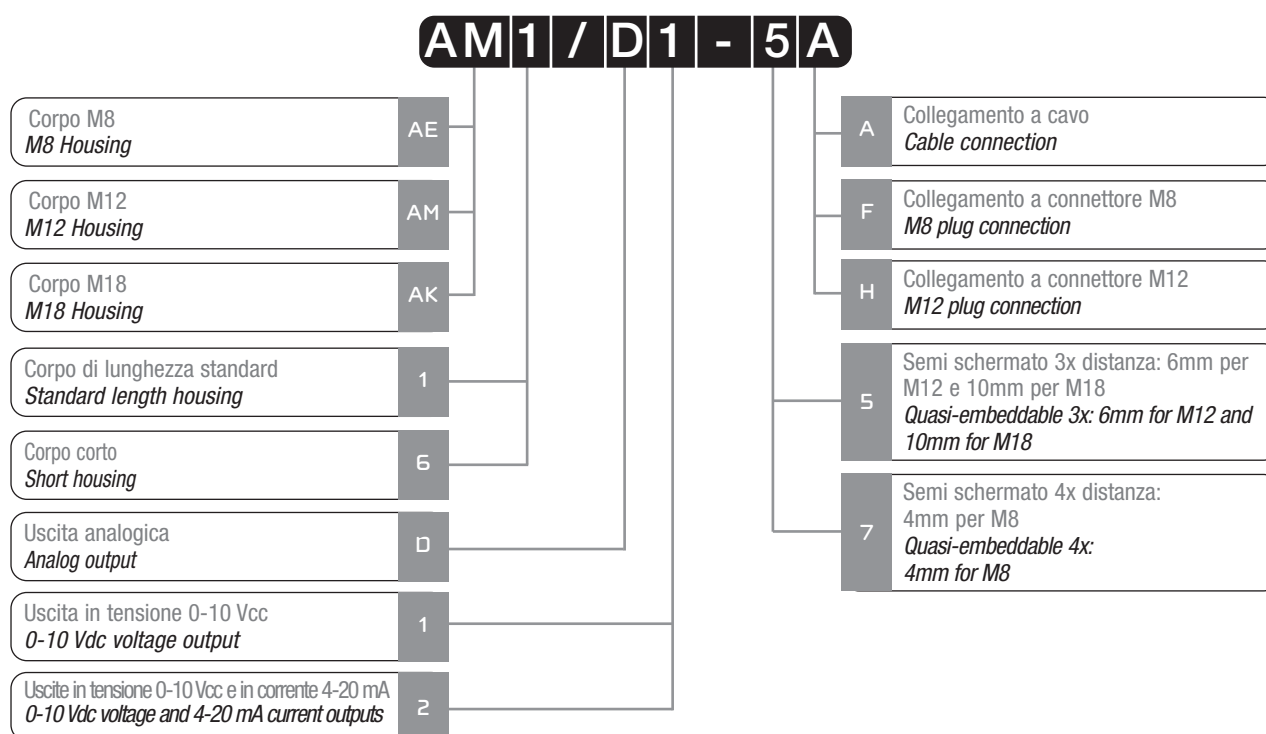 AM1/D1-5A
Corpo M8
M8 Housing
AE
Corpo M12
M12 Housing
AM
Corpo M18
M18 Housing
AK
Corpo di lunghezza standard
Standard length housing
1
Corpo corto
Short housing
6
Uscita analogica
Analog output
D
Uscita in tensione 0-10 Vcc
0-10 Vdc voltage output
1
Uscite in tensione 0-10 Vcc e in corrente 4-20 mA
0-10 Vdc voltage and 4-20 mA current outputs
2
A
Collegamento a cavo
Cable connection
F
Collegamento a connettore M8
M8 plug connection
H
Collegamento a connettore M12
M12 plug connection
5
Semi schermato 3x distanza: 6mm per
M12 e 10mm per M18
Quasi-embeddable 3x: 6mm for M12 and
10mm for M18
7
Semi schermato 4x distanza:
4mm per M8
Quasi-embeddable 4x:
4mm for M8